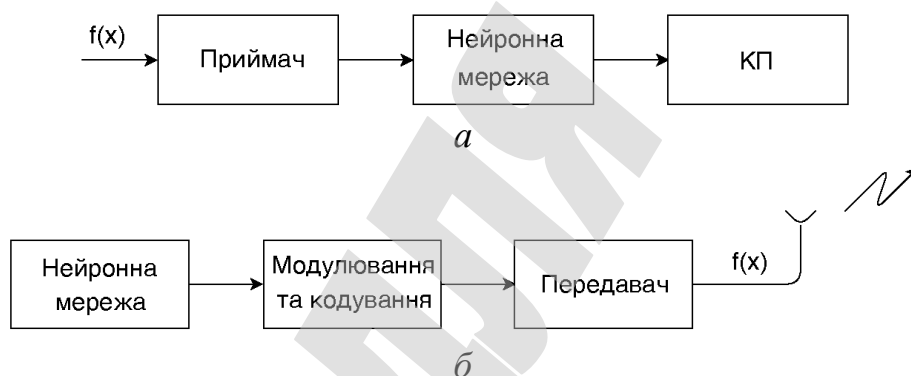 f(x)
Приймач
Нейронна
мережа
КП
а
Нейронна
мережа
Модулювання
та кодування
Передавач
f(x)
б